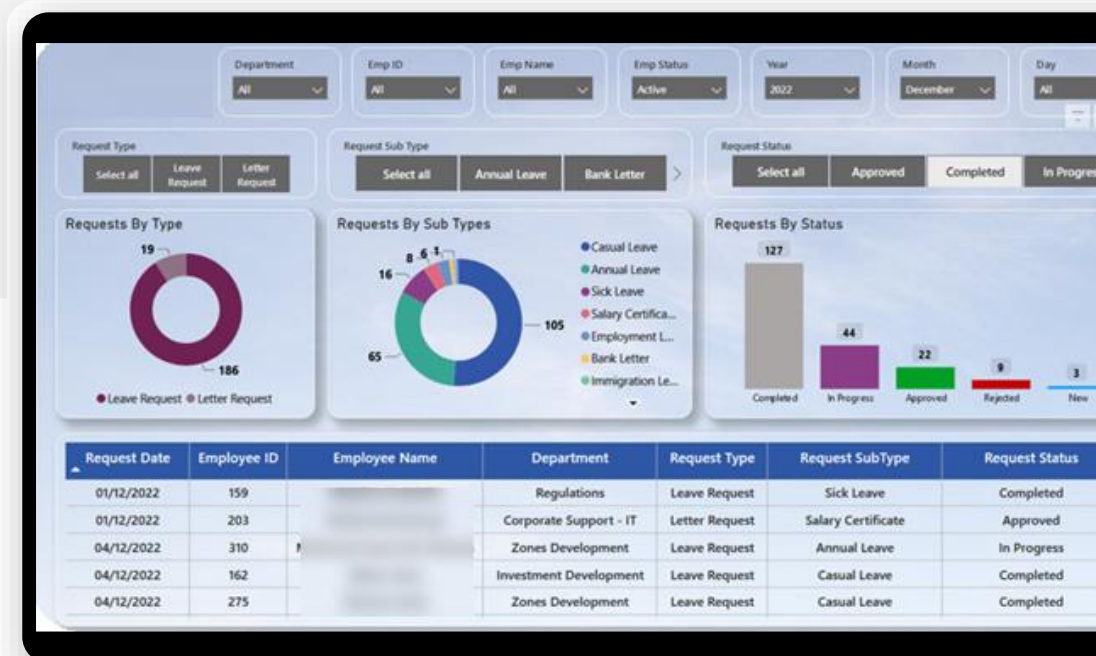 Department Emp ID Emp Name Emp Status Year Month Day
All All All Active 2022 December All
Request Type Request Sub Type Request Status
Select all Leave Request Letter Request Select all Annual Leave Bank Letter Select all Approved Completed In Progres
Requests By Type
19
186
Leave Request Letter Request
Requests By Sub Types
8 6 1
16
105
65
Casual Leave
Annual Leave
Sick Leave
Salary Certifica...
Employment L...
Bank Letter
Immigration Le...
Requests By Status
127
44
22
9
3
Completed In Progress Approved Rejected New
Request Date Employee ID Employee Name Department Request Type Request SubType Request Status
01/12/2022 159 Regulations Leave Request Sick Leave Completed
01/12/2022 203 Corporate Support - IT Letter Request Salary Certificate Approved
04/12/2022 310 Zones Development Leave Request Annual Leave In Progress
04/12/2022 162 Investment Development Leave Request Casual Leave Completed
04/12/2022 275 Zones Development Leave Request Casual Leave Completed